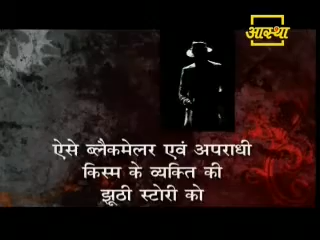 आस्था
ऐसे ब्लैकमेलर एवं अपराधी
किस्म के व्यक्ति की
झूठी स्टोरी को